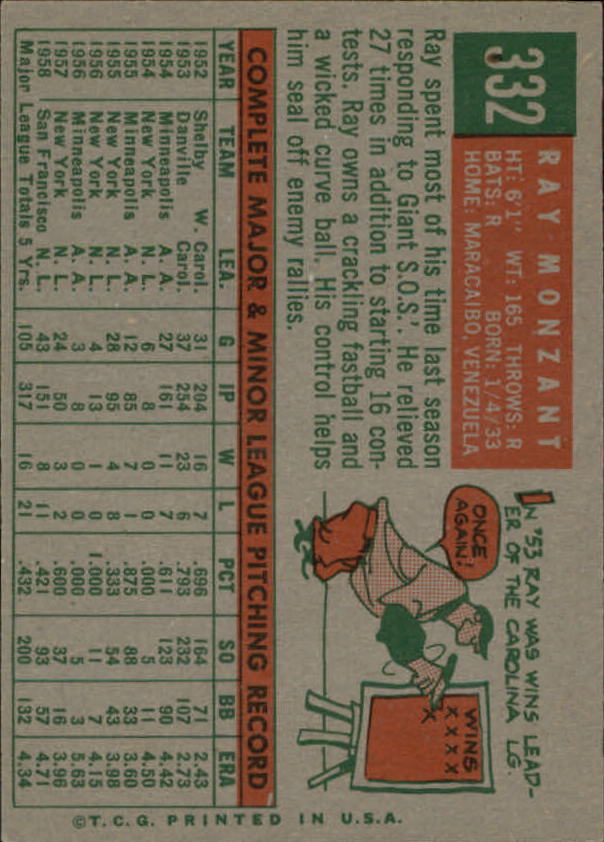 332
RAY MONZANT
HT: 6'1" WT: 165 THROWS: R
BATS: R BORN: 1/4/33
HOME: MARACAIBO, VENEZUELA
Ray spent most of his time last season
responding to Giant S.O.S.'. He relieved
27 times in addition to starting 16 con-
tests. Ray owns a crackling fastball and
a wicked curve ball. His control helps
him seal off enemy rallies.
IN '53 RAY WAS WINS LEAD-
ER OF THE CAROLINA LG.
ONCE
AGAIN!
WINS
X X X X
X
COMPLETE MAJOR & MINOR LEAGUE PITCHING RECORD
YEAR TEAM LEA. G IP W L PCT SO BB ERA
1952 Shelby W. Carol. 31 204 16 7 .696 164 71 2.43
1953 Danville Carol. 37 254 23 6 .793 232 107 2.73
1954 Minneapolis A. A. 27 161 11 7 .611 123 90 4.42
1954 New York N. L. 6 8 0 0 .000 5 11 4.50
1955 Minneapolis A. A. 12 85 7 1 .875 88 33 3.60
1955 New York N. L. 28 95 4 8 .333 54 43 3.98
1956 New York N. L. 4 13 1 0 1.000 11 7 4.15
1956 Minneapolis A. A. 3 8 0 0 .000 5 3 5.63
1957 New York N. L. 24 50 3 2 .600 37 16 3.96
1958 San Francisco N. L. 43 151 8 11 .421 93 57 4.71
Major League Totals 5 Yrs. 105 317 16 21 .432 200 132 4.34
©T.C.G. PRINTED IN U.S.A.